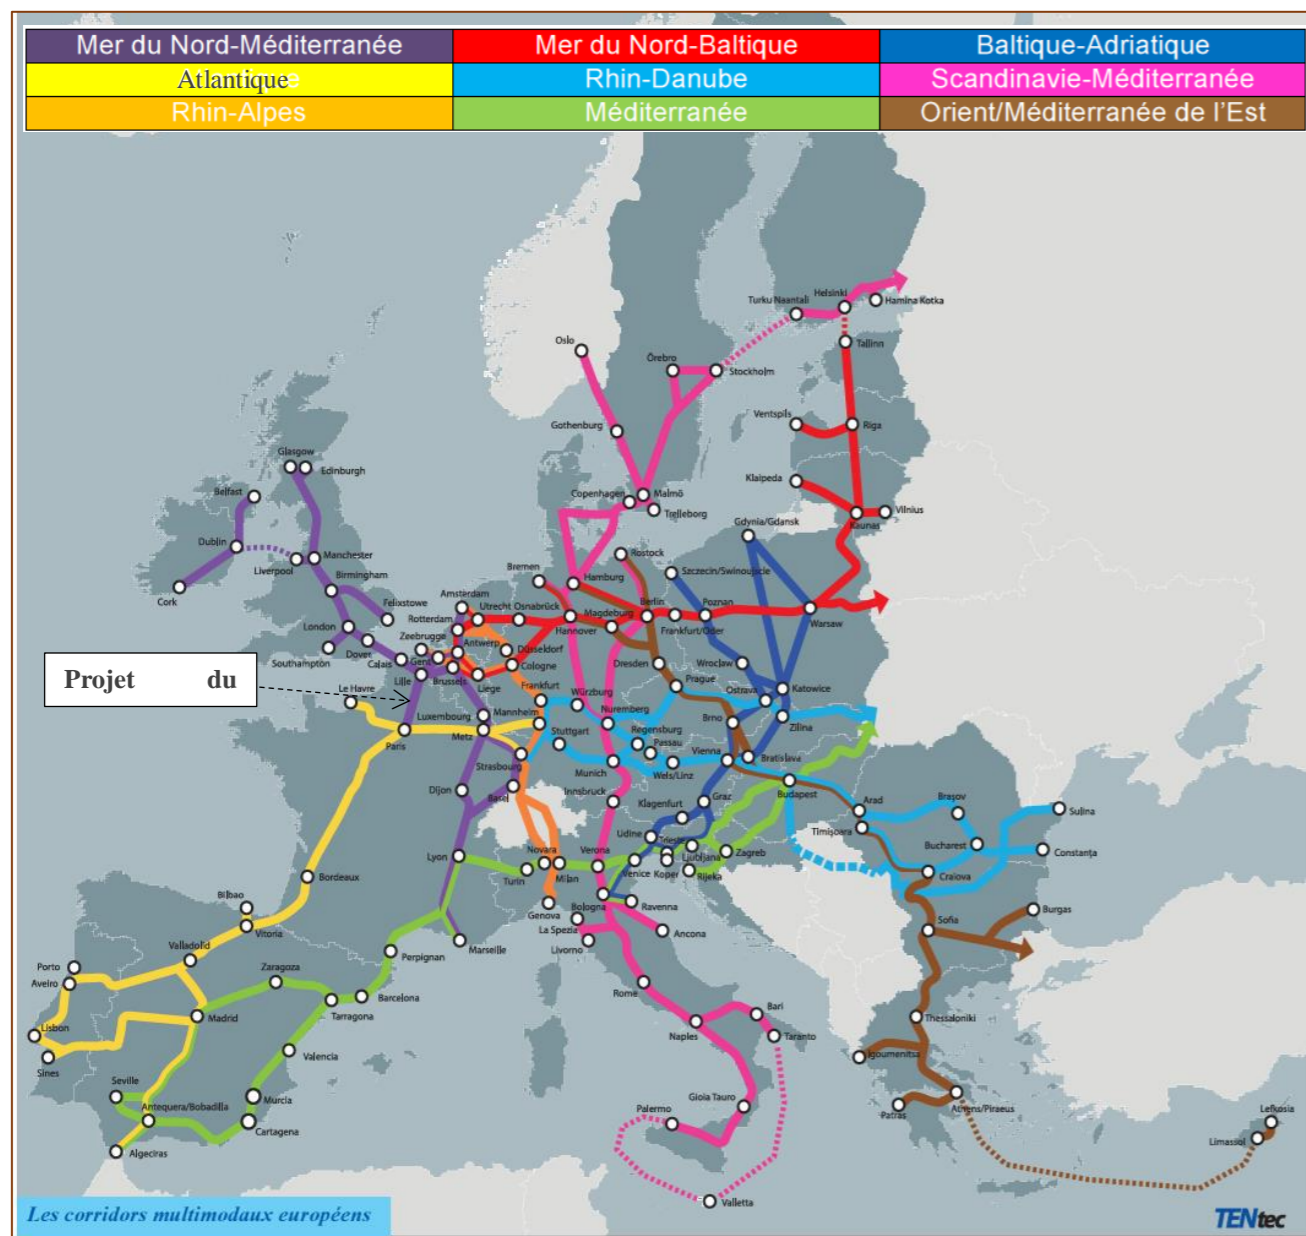 Mer du Nord-Méditerranée Mer du Nord-Baltique Baltique-Adriatique
Atlantique Rhin-Danube Scandinavie-Méditerranée
Rhin-Alpes Méditerranée Orient/Méditerranée de l'Est
Helsinki
Turku Naantali
Hamina Kotka
Oslo
Örebro
Tallinn
Stockholm
Ventspils
Riga
Gothenburg
Glasgow
Edinburgh
Klaipeda
Belfast
Copenhagen
Malmö
Trelleborg
Vilnius
Kaunas
Gdynia/Gdansk
Dublin
Manchester
Liverpool
Rostock
Birmingham
Bremen
Hamburg
Szczecin/Swinoujscie
Cork
Amsterdam
Felixstowe
Utrecht
Osnabrück
Magdeburg
Berlin
Poznan
Rotterdam
London
Hannover
Frankfurt/Oder
Warsaw
Zeebrugge
Antwerp
Düsseldorf
Southampton
Dover
Calais
Gent
Cologne
Dresden
Wroclaw
Projet du
Lille
Brussels
Liege
Prague
Le Havre
Frankfurt
Würzburg
Ostrava
Katowice
Luxembourg
Mannheim
Nuremberg
Brno
Zilina
Paris
Metz
Stuttgart
Regensburg
Passau
Strasbourg
Vienna
Bratislava
Munich
Wels/Linz
Dijon
Basel
Innsbruck
Budapest
Klagenfurt
Graz
Arad
Braşov
Sulina
Timişoara
Udine
Trieste
Lyon
Novara
Verona
Ljubljana
Zagreb
Bucharest
Constanţa
Turin
Milan
Venice
Koper
Rijeka
Craiova
Bordeaux
Bilbao
Genova
Bologna
Ravenna
Burgas
Vitoria
La Spezia
Ancona
Sofia
Valladolid
Marseille
Livorno
Perpignan
Porto
Zaragoza
Aveiro
Rome
Barcelona
Tarragona
Madrid
Bari
Thessaloniki
Lisbon
Naples
Taranto
Valencia
Igoumenitsa
Sines
Seville
Murcia
Gioia Tauro
Antequera/Bobadilla
Palermo
Patras
Athens/Piraeus
Lefkosia
Cartagena
Limassol
Algeciras
Valletta
Les corridors multimodaux européens
TENtec